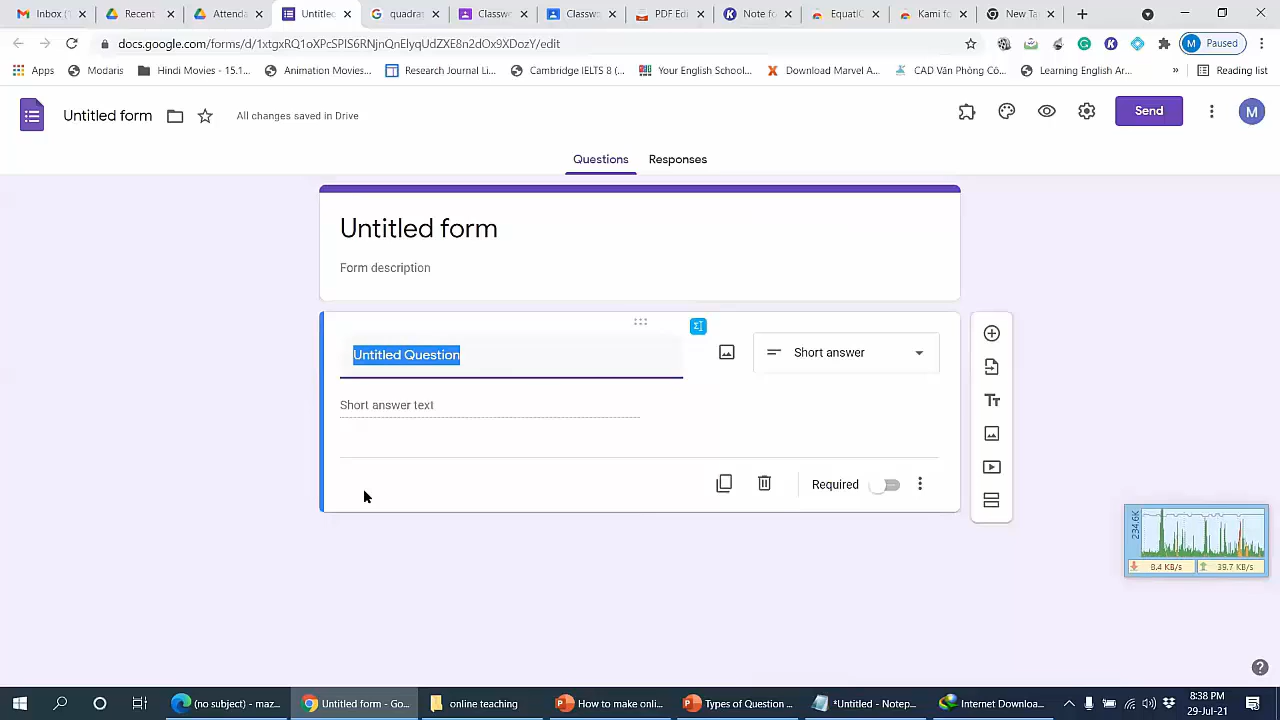 Inbox (1
Recent
Attenda
Untitled
quadrat
Classwo
Classwo
PDF Edi
Note fo
EquatIO
Kami fo
New Ta
docs.google.com/forms/d/
/edit
M
Paused
Apps
Modaris
Hindi Movies - 15.1...
Animation Movies...
Research Journal Li...
Cambridge IELTS 8 (...
Your English School...
Download Marvel A...
CAD Văn Phòng Cô...
Learning English Ar...
»
Reading list
Untitled form
All changes saved in Drive
Send
M
Questions
Responses
Untitled form
Form description
Untitled Question
Short answer
Short answer text
Required
234.6K
8.4 KB/s
39.7 KB/s
(no subject) - maz...
Untitled form - Go...
online teaching
How to make onli...
Types of Question ...
*Untitled - Notep...
Internet Downloa...
8:38 PM
29-Jul-21